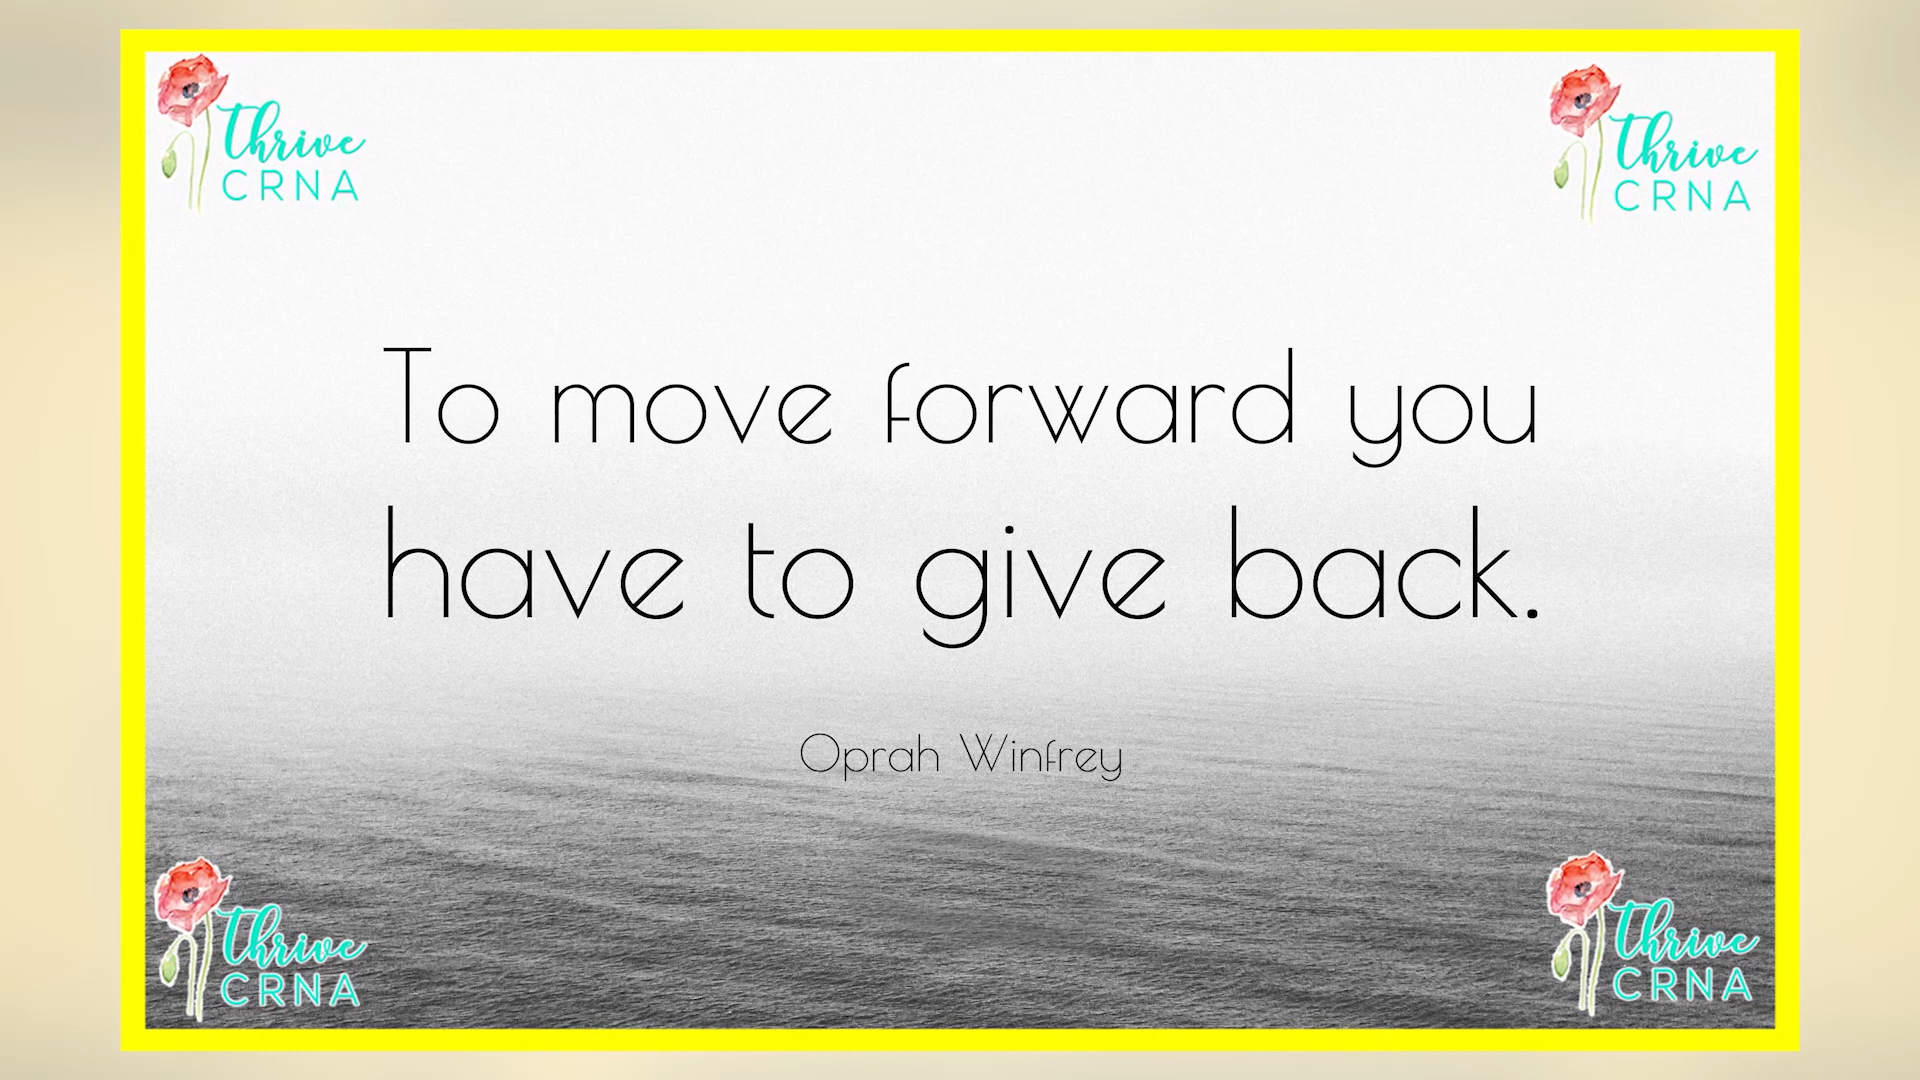 Thrive
CRNA
Thrive
CRNA
To move forward you
have to give back.
Oprah Winfrey
Thrive
CRNA
Thrive
CRNA